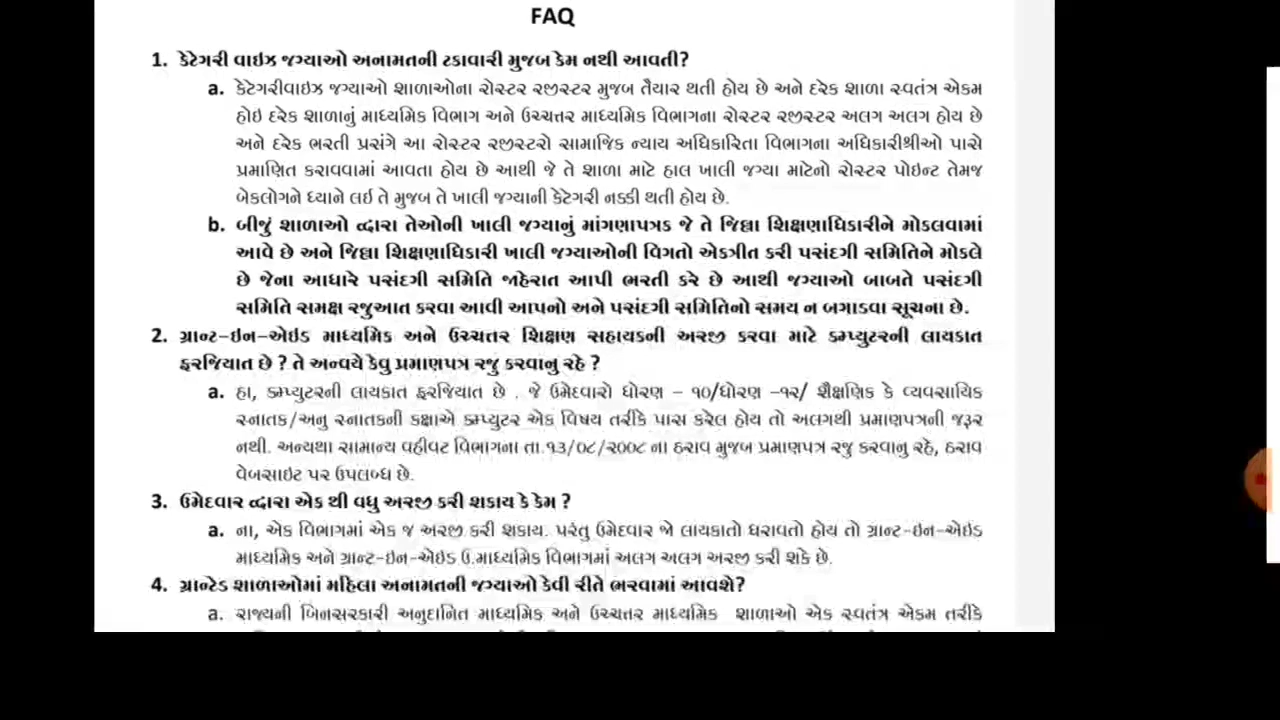 FAQ
1. કેટેગરી વાઇઝ જગ્યાઓ અનામતની ટકાવારી મુજબ કેમ નથી આવતી?
a. કેટેગરીવાઇઝ જગ્યાઓ શાળાઓના રોસ્ટર રજીસ્ટર મુજબ તૈયાર થતી હોય છે અને દરેક શાળા સ્વતંત્ર એકમ
હોઇ દરેક શાળાનું માધ્યમિક વિભાગ અને ઉચ્ચત્તર માધ્યમિક વિભાગના રોસ્ટર રજીસ્ટર અલગ અલગ હોય છે
અને દરેક ભરતી પ્રસંગે આ રોસ્ટર રજીસ્ટરો સામાજિક ન્યાય અધિકારિતા વિભાગના અધિકારીશ્રીઓ પાસે
પ્રમાણિત કરાવવામાં આવતા હોય છે આથી જે તે શાળા માટે હાલ ખાલી જગ્યા માટેનો રોસ્ટર પોઇન્ટ તેમજ
બેકલોગને ધ્યાને લઇ તે મુજબ તે ખાલી જગ્યાની કેટેગરી નક્કી થતી હોય છે.
b. બીજું શાળાઓ દ્વારા તેઓની ખાલી જગ્યાનું માંગણાપત્રક જે તે જિલ્લા શિક્ષણાધિકારીને મોકલવામાં
આવે છે અને જિલ્લા શિક્ષણાધિકારી ખાલી જગ્યાઓની વિગતો એકત્રીત કરી પસંદગી સમિતિને મોકલે
છે જેના આધારે પસંદગી સમિતિ જાહેરાત આપી ભરતી કરે છે આથી જગ્યાઓ બાબતે પસંદગી
સમિતિ સમક્ષ રજુઆત કરવા આવી આપનો અને પસંદગી સમિતિનો સમય ન બગાડવા સૂચના છે.
2. ગ્રાન્ટ-ઇન-એઇડ માધ્યમિક અને ઉચ્ચત્તર શિક્ષણ સહાયકની અરજી કરવા માટે કમ્પ્યુટરની લાયકાત
ફરજિયાત છે ? તે અન્વયે કેવુ પ્રમાણપત્ર રજુ કરવાનુ રહે ?
a. હા, કમ્પ્યુટરની લાયકાત ફરજિયાત છે . જે ઉમેદવારો ધોરણ – ૧૦/ધોરણ –૧૨/ શૈક્ષણિક કે વ્યવસાયિક
સ્નાતક/અનુ સ્નાતકની કક્ષાએ કમ્પ્યુટર એક વિષય તરીકે પાસ કરેલ હોય તો અલગથી પ્રમાણપત્રની જરૂર
નથી. અન્યથા સામાન્ય વહીવટ વિભાગના તા.૧૩/૦૮/૨૦૦૮ ના ઠરાવ મુજબ પ્રમાણપત્ર રજુ કરવાનુ રહે, ઠરાવ
વેબસાઇટ પર ઉપલબ્ધ છે.
3. ઉમેદવાર દ્વારા એક થી વધુ અરજી કરી શકાય કે કેમ ?
a. ના, એક વિભાગમાં એક જ અરજી કરી શકાય. પરંતુ ઉમેદવાર જો લાયકાતો ધરાવતો હોય તો ગ્રાન્ટ-ઇન-એઇડ
માધ્યમિક અને ગ્રાન્ટ-ઇન-એઇડ ઉ.માધ્યમિક વિભાગમાં અલગ અલગ અરજી કરી શકે છે.
4. ગ્રાન્ટેડ શાળાઓમાં મહિલા અનામતની જગ્યાઓ કેવી રીતે ભરવામાં આવશે?
a. રાજ્યની બિનસરકારી અનુદાનિત માધ્યમિક અને ઉચ્ચત્તર માધ્યમિક શાળાઓ એક સ્વતંત્ર એકમ તરીકે